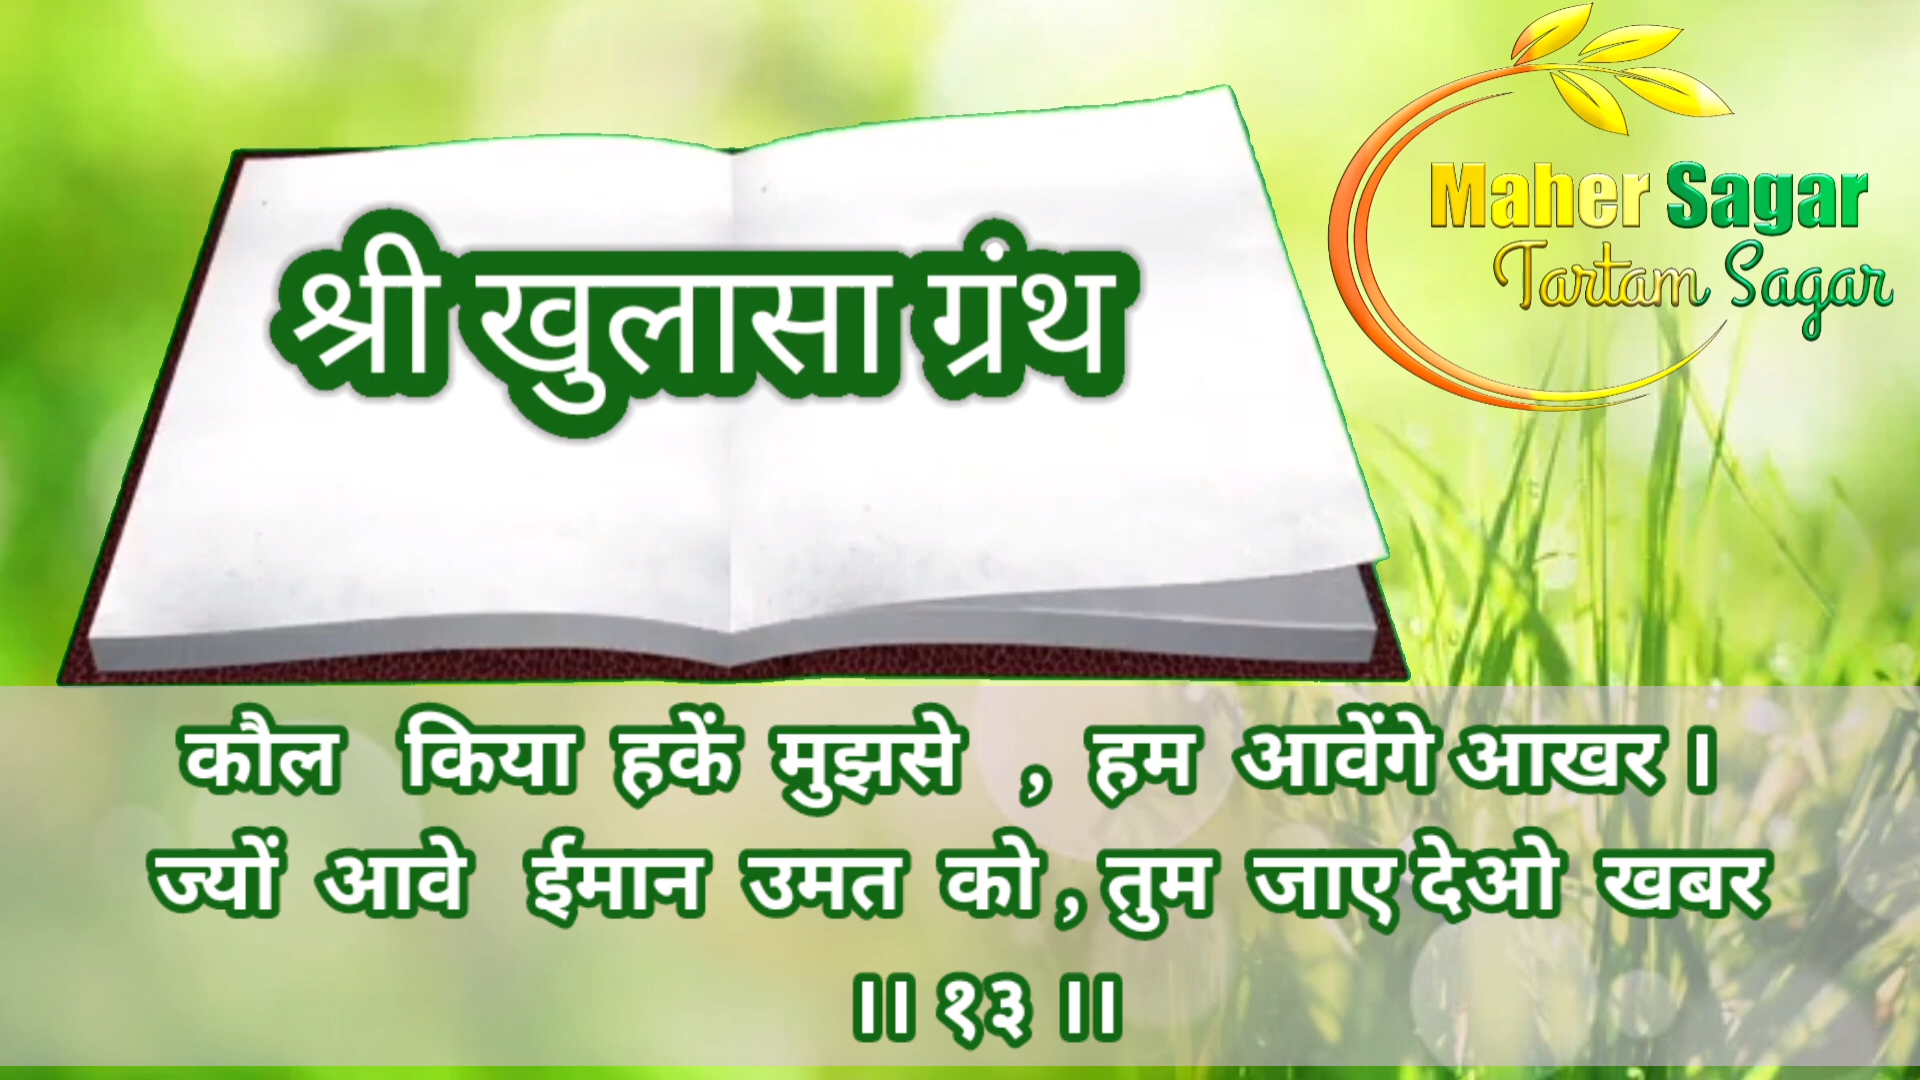 श्री खुलासा ग्रंथ
Maher Sagar
Tartam Sagar
कौल किया हकें मुझसे , हम आवेंगे आखर ।
ज्यों आवे ईमान उमत को , तुम जाए देओ खबर
।। १३ ।।